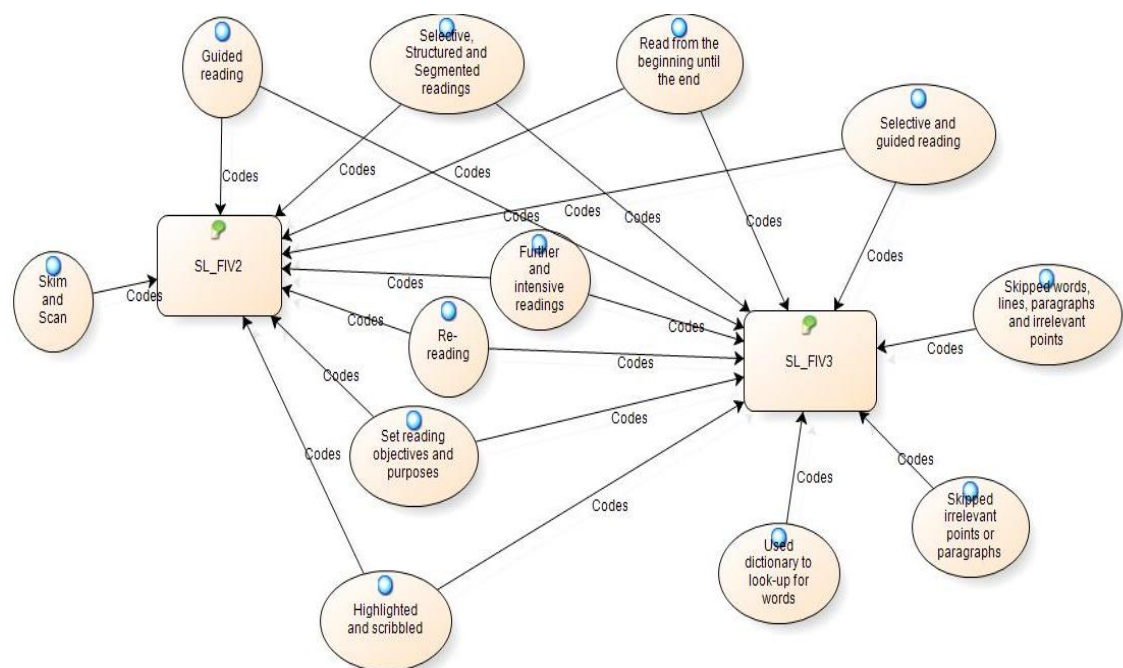 Guided
reading
Selective,
Structured and
Segmented
readings
Read from the
beginning until
the end
Selective and
guided reading
Codes
Codes
Codes
Codes
Codes
Codes
Codes
Codes
Codes
SL_FIV2
Skim
and
Scan
Codes
Further
and
intensive
readings
Codes
Codes
Skipped words,
lines, paragraphs
and irrelevant
points
Codes
Re-
reading
Codes
Codes
SL_FIV3
Codes
Set reading
objectives and
purposes
Codes
Codes
Codes
Codes
Codes
Skipped
irrelevant
points or
paragraphs
Used
dictionary to
look-up for
words
Highlighted
and scribbled